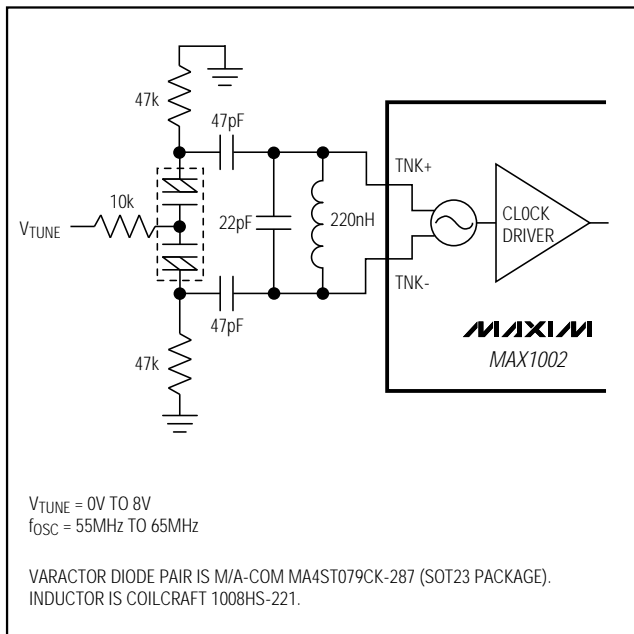 47k
47pF
TNK+
10k
VTUNE
22pF
220nH
CLOCK
DRIVER
TNK-
47pF
MAXIM
MAX1002
47k
VTUNE = 0V TO 8V
fOSC = 55MHz TO 65MHz
VARACTOR DIODE PAIR IS M/A-COM MA4ST079CK-287 (SOT23 PACKAGE).
INDUCTOR IS COILCRAFT 1008HS-221.